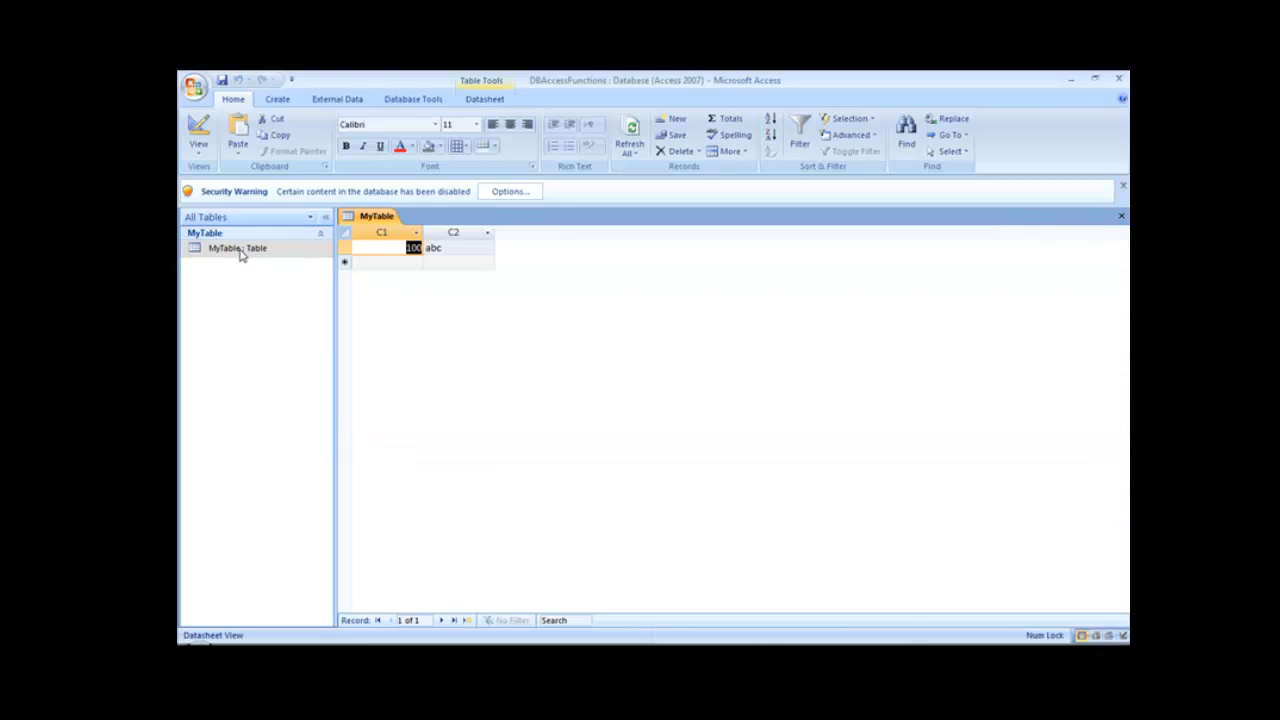 Table Tools
DBAccessFunctions : Database (Access 2007) - Microsoft Access
Home Create External Data Database Tools Datasheet
View
Views
Paste
Cut
Copy
Format Painter
Clipboard
Calibri 11
B I U A
Font
Rich Text
Refresh
All
New
Save
Delete
Σ Totals
Spelling
More
Records
Filter
Selection
Advanced
Toggle Filter
Sort & Filter
Find
Replace
Go To
Select
Find
Security Warning Certain content in the database has been disabled Options...
All Tables «
MyTable
MyTable : Table
MyTable
C1 C2
100 abc
Record: 1 of 1 No Filter Search
Datasheet View
Num Lock